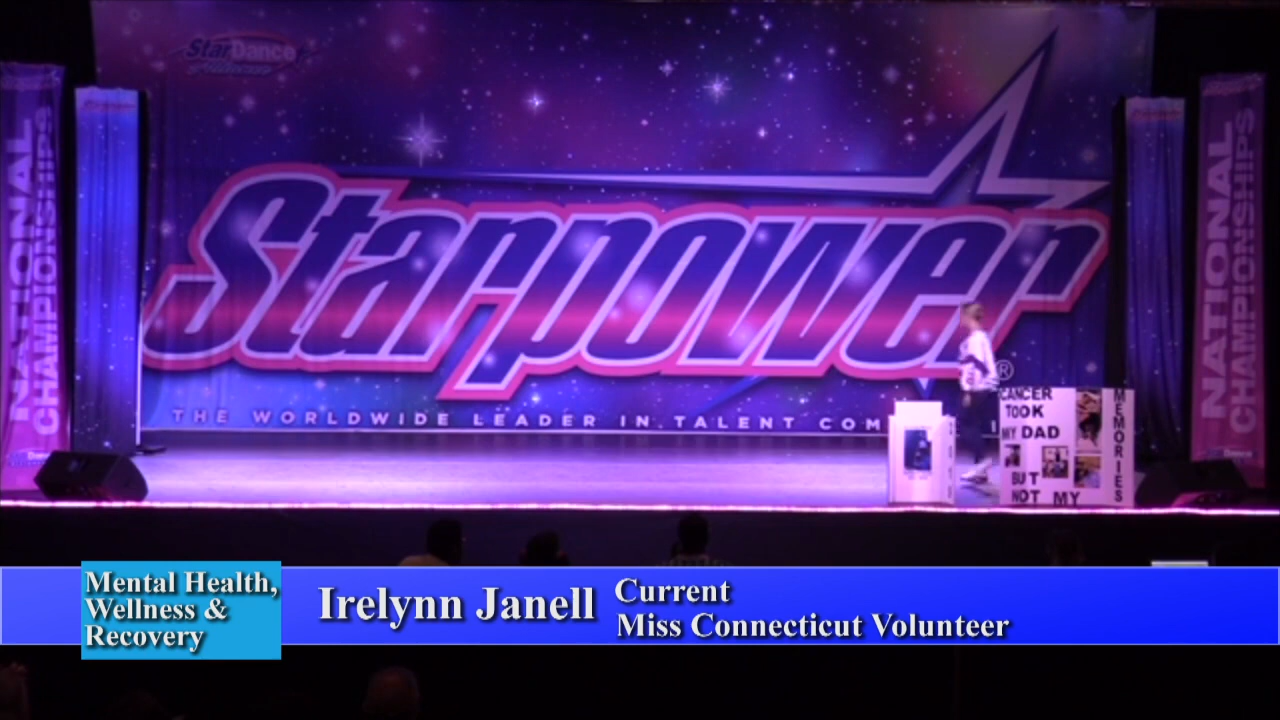 StarDance
NATIONAL
CHAMPIONSHIPS
Starpower
®
THE WORLDWIDE LEADER IN TALENT COM
CANCER
TOOK
MY DAD
BUT
NOT MY
MEMORIES
NATIONAL
CHAMPIONSHIPS
Mental Health,
Wellness &
Recovery
Irelynn Janell
Current
Miss Connecticut Volunteer